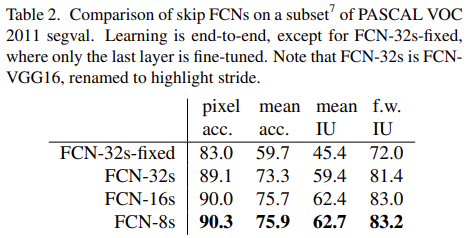 Table 2. Comparison of skip FCNs on a subset7 of PASCAL VOC
2011 segval. Learning is end-to-end, except for FCN-32s-fixed,
where only the last layer is fine-tuned. Note that FCN-32s is FCN-
VGG16, renamed to highlight stride.
pixel mean mean f.w.
acc. acc. IU IU
FCN-32s-fixed 83.0 59.7 45.4 72.0
FCN-32s 89.1 73.3 59.4 81.4
FCN-16s 90.0 75.7 62.4 83.0
FCN-8s 90.3 75.9 62.7 83.2